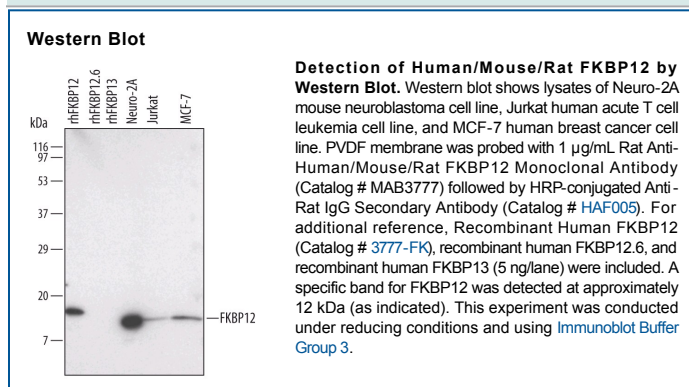 Western Blot
rhFKBP12
rhFKBP12.6
rhFKBP13
Neuro-2A
Jurkat
MCF-7
kDa
116
97
53
37
29
20
7
FKBP12
Detection of Human/Mouse/Rat FKBP12 by
Western Blot. Western blot shows lysates of Neuro-2A
mouse neuroblastoma cell line, Jurkat human acute T cell
leukemia cell line, and MCF-7 human breast cancer cell
line. PVDF membrane was probed with 1 µg/mL Rat Anti-
Human/Mouse/Rat FKBP12 Monoclonal Antibody
(Catalog # MAB3777) followed by HRP-conjugated Anti-
Rat IgG Secondary Antibody (Catalog # HAF005). For
additional reference, Recombinant Human FKBP12
(Catalog # 3777-FK), recombinant human FKBP12.6, and
recombinant human FKBP13 (5 ng/lane) were included. A
specific band for FKBP12 was detected at approximately
12 kDa (as indicated). This experiment was conducted
under reducing conditions and using Immunoblot Buffer
Group 3.